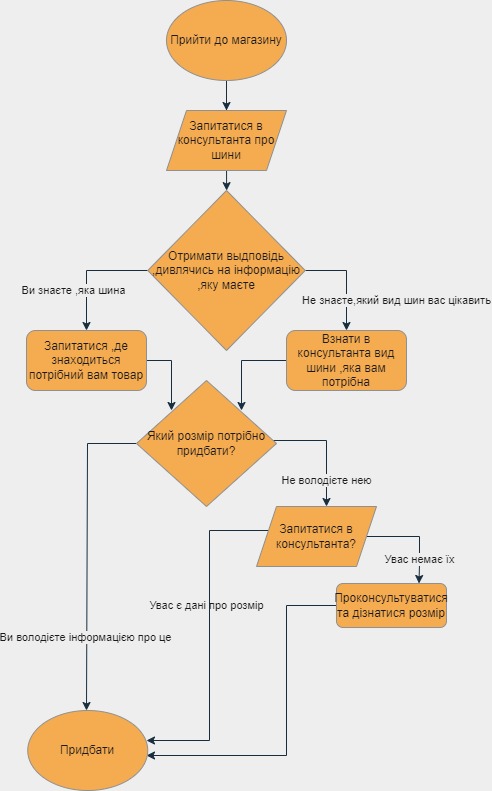 Прийти до магазину
Запитатися в
консультанта про
шини
Отримати выдповідь
,дивлячись на інформацію
,яку маєте
Ви знаєте ,яка шина
Не знаєте,який вид шин вас цікавить
Запитатися ,де
знаходиться
потрібний вам товар
Взнати в
консультанта вид
шини ,яка вам
потрібна
Який розмір потрібно
придбати?
Не володієте нею
Запитатися в
консультанта?
Увас немає їх
Проконсультуватися
та дізнатися розмір
Увас є дані про розмір
Ви володієте інформацією про це
Придбати